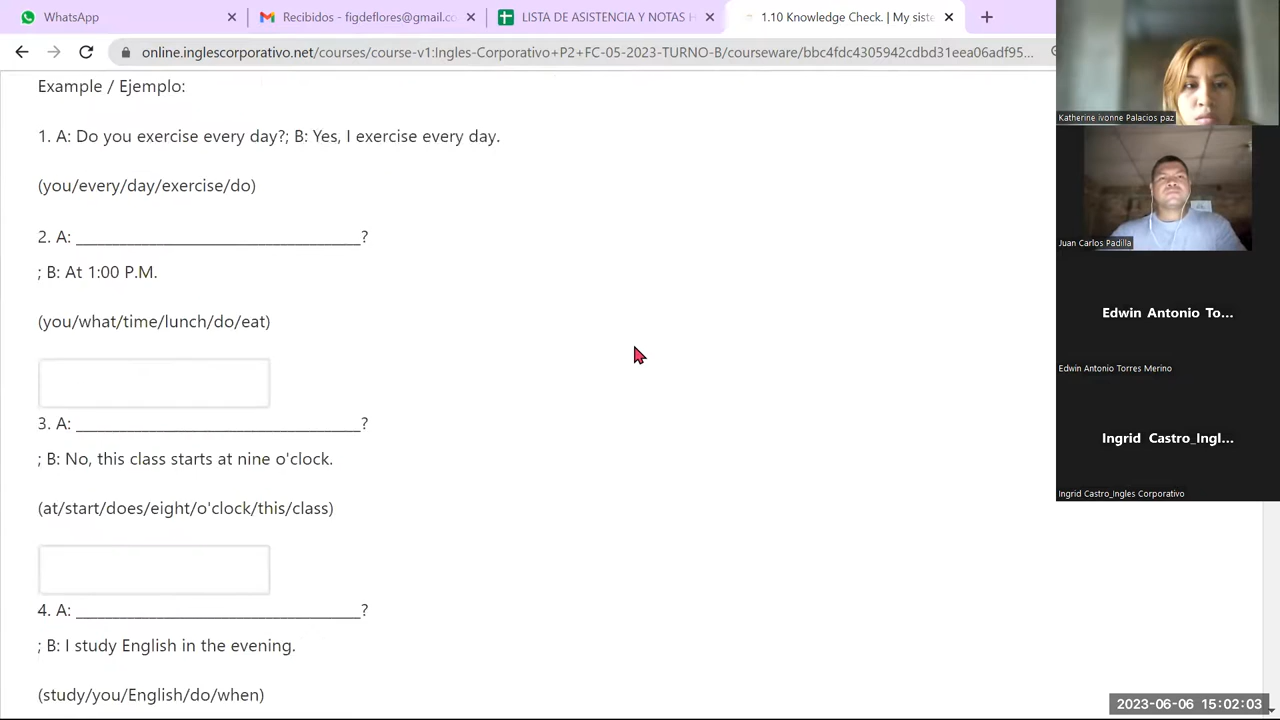 WhatsApp
Recibidos - figdeflores@gmail.co
LISTA DE ASISTENCIA Y NOTAS H
1.10 Knowledge Check. | My siste
online.inglescorporativo.net/courses/course-v1:Ingles-Corporativo+P2+FC-05-2023-TURNO-B/courseware/bbc4fdc4305942cdbd31eea06adf95...
Example / Ejemplo:
1. A: Do you exercise every day?; B: Yes, I exercise every day.
(you/every/day/exercise/do)
2. A: ________________________________?
; B: At 1:00 P.M.
(you/what/time/lunch/do/eat)
3. A: ________________________________?
; B: No, this class starts at nine o'clock.
(at/start/does/eight/o'clock/this/class)
4. A: ________________________________?
; B: I study English in the evening.
(study/you/English/do/when)
Katherine ivonne Palacios paz
Juan Carlos Padilla
Edwin Antonio To...
Edwin Antonio Torres Merino
Ingrid Castro_Ingl...
Ingrid Castro_Ingles Corporativo
2023-06-06 15:02:03